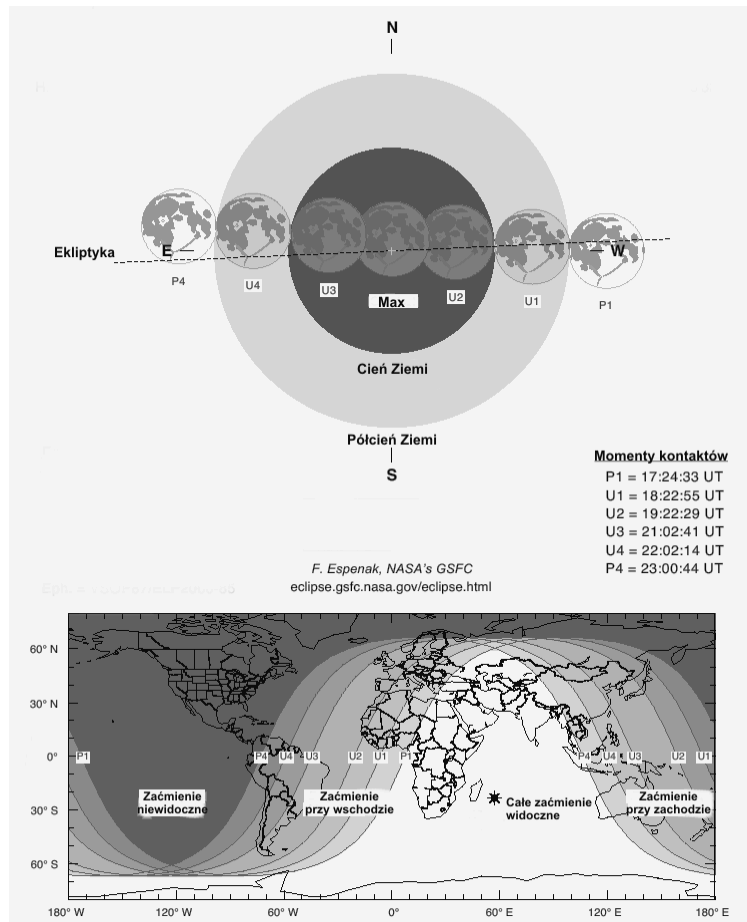 N
Ekliptyka
E
W
P4
U4
U3
Max
U2
U1
P1
Cień Ziemi
Półcień Ziemi
S
Momenty kontaktów
P1 = 17:24:33 UT
U1 = 18:22:55 UT
U2 = 19:22:29 UT
U3 = 21:02:41 UT
U4 = 22:02:14 UT
P4 = 23:00:44 UT
F. Espenak, NASA's GSFC
eclipse.gsfc.nasa.gov/eclipse.html
60° N
30° N
0°
30° S
60° S
P1
P4
U4
U3
U2
U1
P1
P4
U4
U3
U2
U1
Zaćmienie
niewidoczne
Zaćmienie
przy wschodzie
Całe zaćmienie
widoczne
Zaćmienie
przy zachodzie
180° W
120° W
60° W
0°
60° E
120° E
180° E